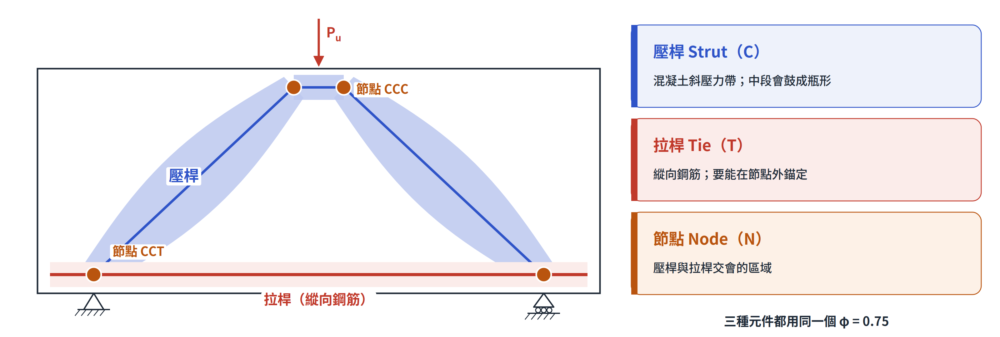 Pu
節點 CCC
壓桿
節點 CCT
拉桿（縱向鋼筋）
壓桿 Strut（C）
混凝土斜壓力帶；中段會鼓成瓶形
拉桿 Tie（T）
縱向鋼筋；要能在節點外錨定
節點 Node（N）
壓桿與拉桿交會的區域
三種元件都用同一個 ϕ = 0.75